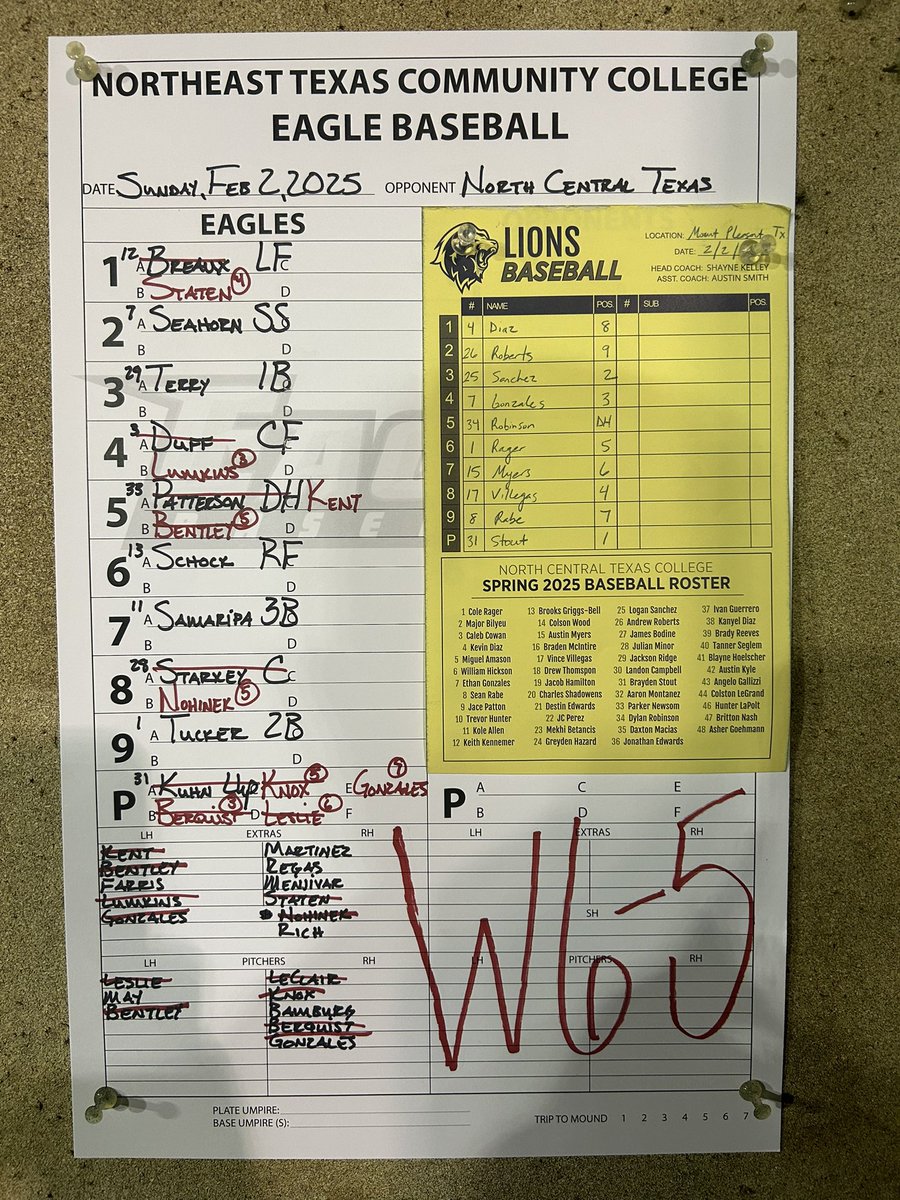 NORTHEAST TEXAS COMMUNITY COLLEGE
EAGLE BASEBALL
DATE Sunday, Feb 2, 2025 OPPONENT North Central Texas
EAGLES
1 12 A Breaux LF C
B Staten 4 D
2 7 A Seahorn SS
B D
3 29 A Terry 1B C
B D
4 3 A Duff CF
B Lumkins 3 D
5 33 A Patterson DH Kent
B Bentley 5 D
6 13 A Schock RF
B D
7 11 A Samaripa 3B
B D
8 28 A Starkey C C
B Nohinek 5 D
9 1 A Tucker 2B
B D
P 31 A Kuhn Knox 5 E Gonzales 9
B Berquist 3 D Leslie 6 F
LH EXTRAS RH
Kent Martinez
Bentley Regas
Farris Menjivar
Lumkins Staten
Gonzales Nohinek
Rich
LH PITCHERS RH
Leslie LeClair
May Knox
Bentley Bamburg
Berquist
Gonzales
LIONS
BASEBALL
LOCATION: Mount Pleasant, Tx
DATE: 2/2/
HEAD COACH: SHAYNE KELLEY
ASST. COACH: AUSTIN SMITH
# NAME POS. # SUB POS.
1 4 Diaz 8
2 26 Roberts 9
3 25 Sanchez 2
4 7 Gonzales 3
5 34 Robinson DH
6 1 Rager 5
7 15 Myers 6
8 17 Villegas 4
9 8 Rabe 7
P 31 Stout 1
NORTH CENTRAL TEXAS COLLEGE
SPRING 2025 BASEBALL ROSTER
1 Cole Rager
2 Major Bilyeu
3 Caleb Cowan
4 Kevin Diaz
5 Miguel Amason
6 William Hickson
7 Ethan Gonzales
8 Sean Rabe
9 Jace Patton
10 Trevor Hunter
11 Kole Allen
12 Keith Kennemer
13 Brooks Griggs-Bell
14 Colson Wood
15 Austin Myers
16 Braden McIntire
17 Vince Villegas
18 Drew Thomspon
19 Jacob Hamilton
20 Charles Shadowens
21 Destin Edwards
22 JC Perez
23 Mekhi Betancis
24 Greyden Hazard
25 Logan Sanchez
26 Andrew Roberts
27 James Bodine
28 Julian Minor
29 Jackson Ridge
30 Landon Campbell
31 Brayden Stout
32 Aaron Montanez
33 Parker Newsom
34 Dylan Robinson
35 Daxton Macias
36 Jonathan Edwards
37 Ivan Guerrero
38 Kanyel Diaz
39 Brady Reeves
40 Tanner Seglem
41 Blayne Hoelscher
42 Austin Kyle
43 Angelo Gallizzi
44 Colston LeGrand
46 Hunter LaPolt
47 Britton Nash
48 Asher Goehmann
P A C E
B D F
LH EXTRAS RH
SH
LH PITCHERS RH
W 6-5
PLATE UMPIRE:
BASE UMPIRE (S):
TRIP TO MOUND 1 2 3 4 5 6 7